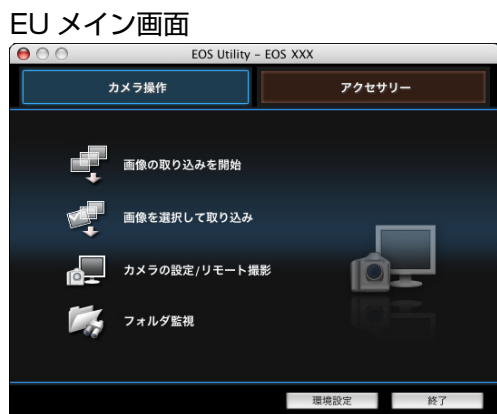 EU メイン画面
EOS Utility – EOS XXX
カメラ操作 アクセサリー
画像の取り込みを開始
画像を選択して取り込み
カメラの設定/リモート撮影
フォルダ監視
環境設定 終了